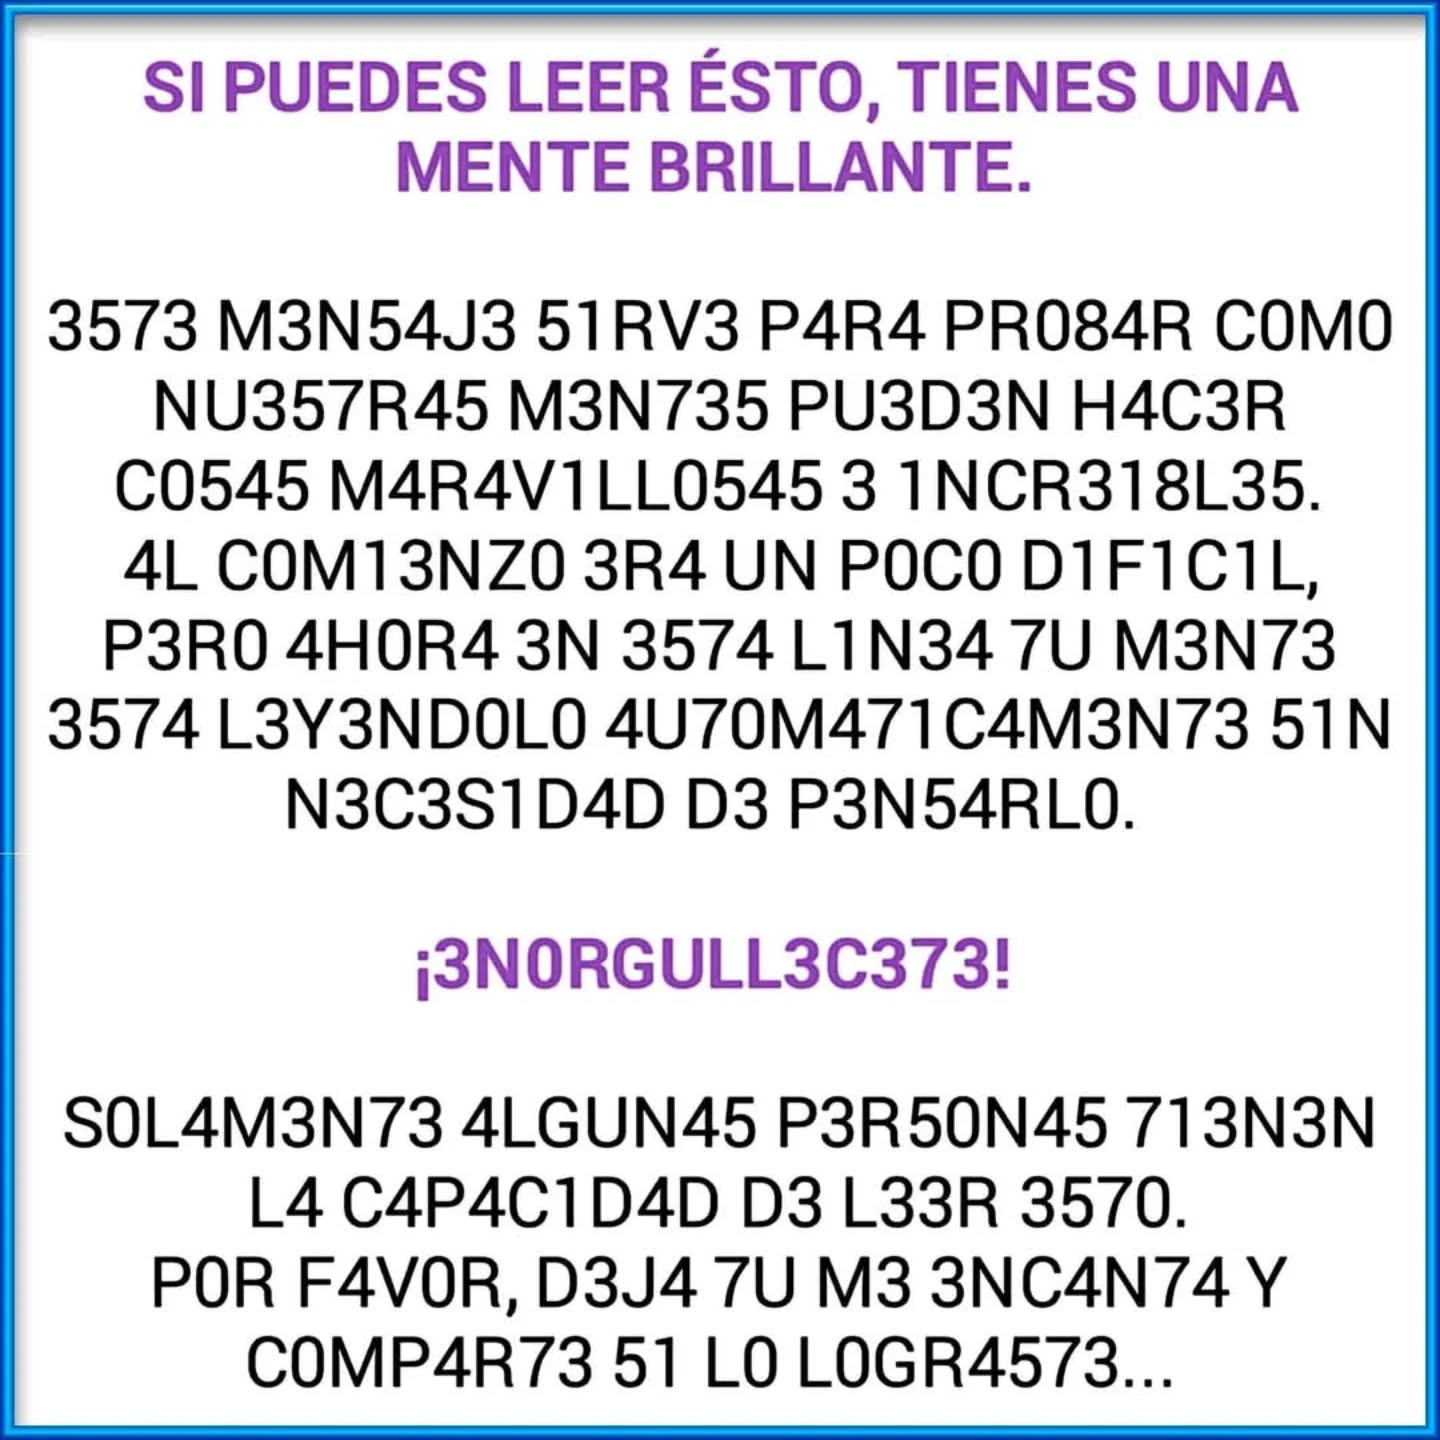 SI PUEDES LEER ÉSTO, TIENES UNA
MENTE BRILLANTE.
3573 M3N54J3 51RV3 P4R4 PR084R C0M0
NU357R45 M3N735 PU3D3N H4C3R
C0545 M4R4V1LL0545 3 1NCR318L35.
4L C0M13NZ0 3R4 UN P0C0 D1F1C1L,
P3R0 4H0R4 3N 3574 L1N34 7U M3N73
3574 L3Y3ND0L0 4U70M471C4M3N73 51N
N3C3S1D4D D3 P3N54RL0.
¡3N0RGULL3C373!
S0L4M3N73 4LGUN45 P3R50N45 713N3N
L4 C4P4C1D4D D3 L33R 3570.
P0R F4V0R, D3J4 7U M3 3NC4N74 Y
C0MP4R73 51 L0 L0GR4573...